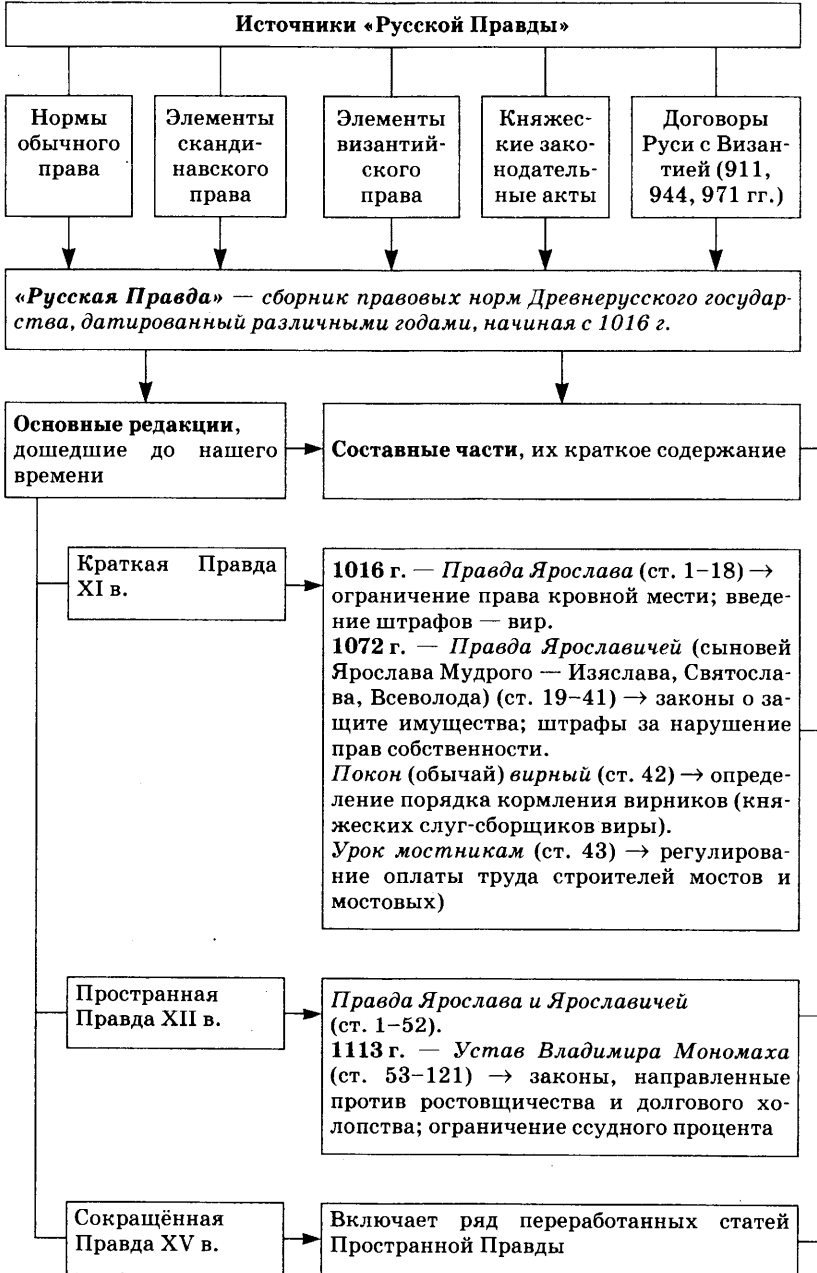 Источники «Русской Правды»
Нормы
обычного
права
Элементы
сканди-
навского
права
Элементы
византий-
ского
права
Княжес-
кие зако-
нодатель-
ные акты
Договоры
Руси с Визан-
тией (911,
944, 971 гг.)
«Русская Правда» — сборник правовых норм Древнерусского государ-
ства, датированный различными годами, начиная с 1016 г.
Основные редакции,
дошедшие до нашего
времени
Составные части, их краткое содержание
Краткая Правда
XI в.
1016 г. — Правда Ярослава (ст. 1–18) →
ограничение права кровной мести; введе-
ние штрафов — вир.
1072 г. — Правда Ярославичей (сыновей
Ярослава Мудрого — Изяслава, Святосла-
ва, Всеволода) (ст. 19–41) → законы о за-
щите имущества; штрафы за нарушение
прав собственности.
Покон (обычай) вирный (ст. 42) → опреде-
ление порядка кормления вирников (кня-
жеских слуг-сборщиков виры).
Урок мостникам (ст. 43) → регулирова-
ние оплаты труда строителей мостов и
мостовых)
Пространная
Правда XII в.
Правда Ярослава и Ярославичей
(ст. 1–52).
1113 г. — Устав Владимира Мономаха
(ст. 53–121) → законы, направленные
против ростовщичества и долгового хо-
лопства; ограничение ссудного процента
Сокращённая
Правда XV в.
Включает ряд переработанных статей
Пространной Правды